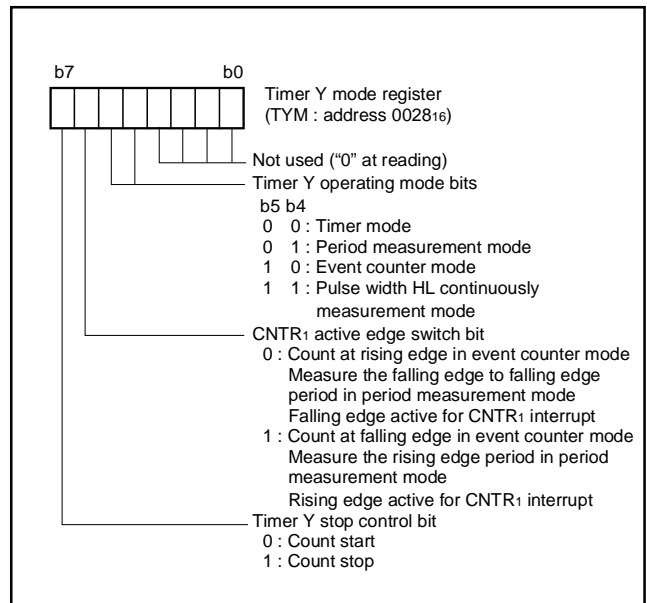 b7 b0
Timer Y mode register
(TYM : address 002816)
Not used (“0” at reading)
Timer Y operating mode bits
b5 b4
0 0 : Timer mode
0 1 : Period measurement mode
1 0 : Event counter mode
1 1 : Pulse width HL continuously
measurement mode
CNTR1 active edge switch bit
0 : Count at rising edge in event counter mode
Measure the falling edge to falling edge
period in period measurement mode
Falling edge active for CNTR1 interrupt
1 : Count at falling edge in event counter mode
Measure the rising edge period in period
measurement mode
Rising edge active for CNTR1 interrupt
Timer Y stop control bit
0 : Count start
1 : Count stop